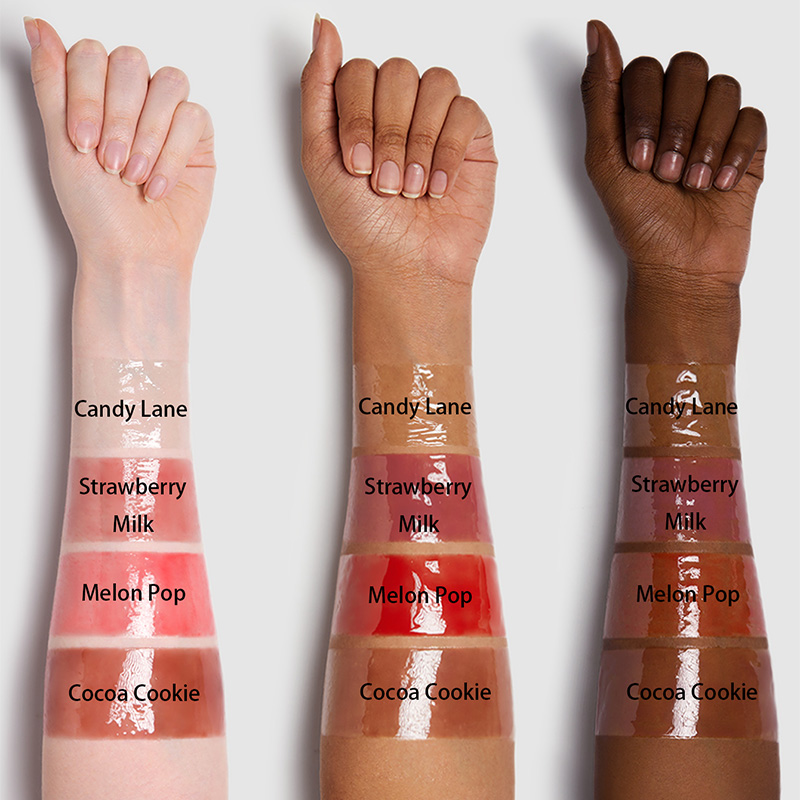 Candy Lane
Strawberry
Milk
Melon Pop
Cocoa Cookie
Candy Lane
Strawberry
Milk
Melon Pop
Cocoa Cookie
Candy Lane
Strawberry
Milk
Melon Pop
Cocoa Cookie